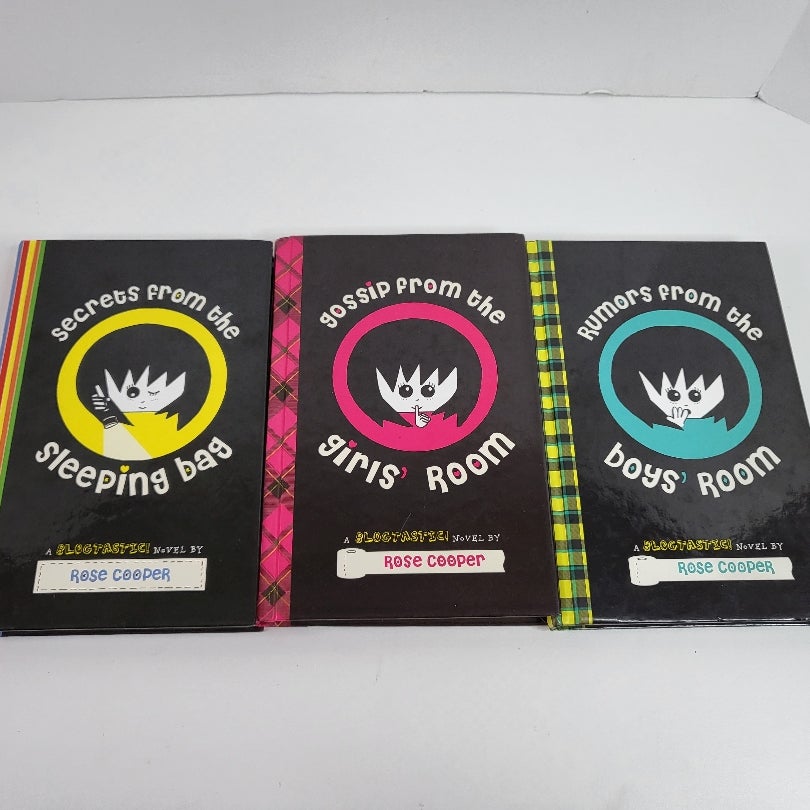 Secrets from the
sleeping bag
A BLOGTASTIC! NOVEL BY
ROSE COOPER
gossip from the
girls' ROOM
A BLOGTASTIC! NOVEL BY
ROSE COOPER
Rumors from the
boys' ROOM
A BLOGTASTIC! NOVEL BY
ROSE COOPER